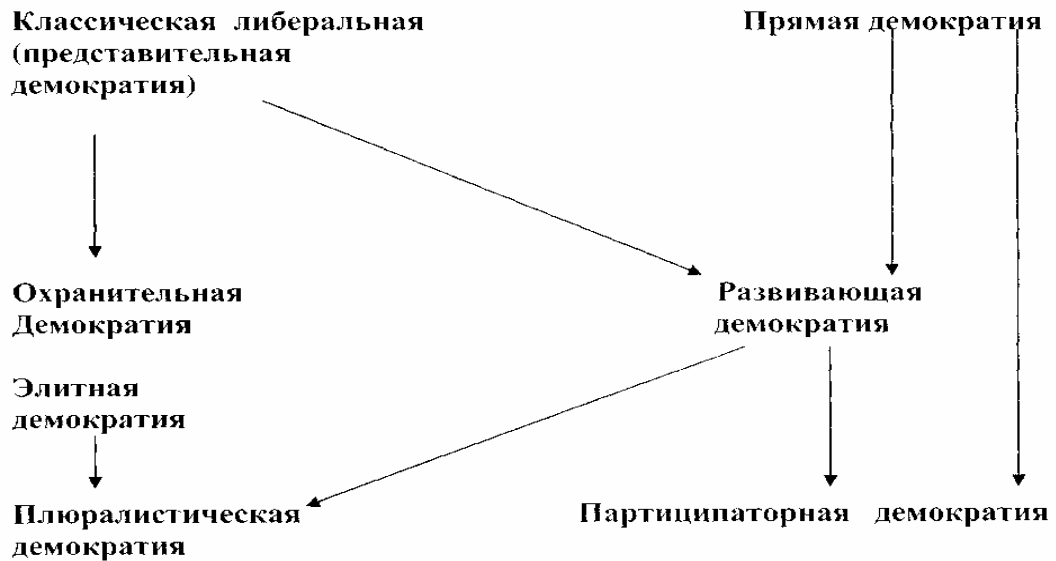 Классическая либеральная
(представительная
демократия)
Прямая демократия
Охранительная
Демократия
Развивающая
демократия
Элитная
демократия
Плюралистическая
демократия
Партиципаторная демократия